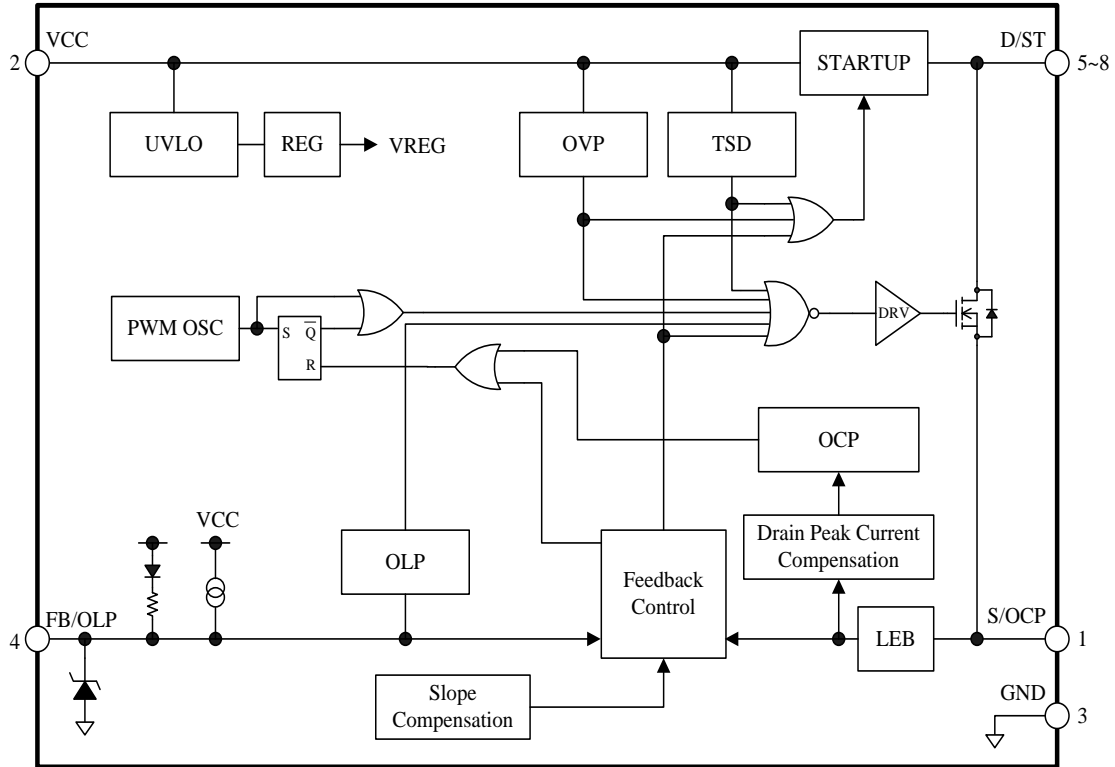 VCC
D/ST
2
5~8
STARTUP
UVLO
REG
VREG
OVP
TSD
PWM OSC
S
Q̅
R
DRV
OCP
VCC
OLP
Drain Peak Current
Compensation
Feedback
Control
FB/OLP
S/OCP
4
LEB
1
Slope
Compensation
GND
3